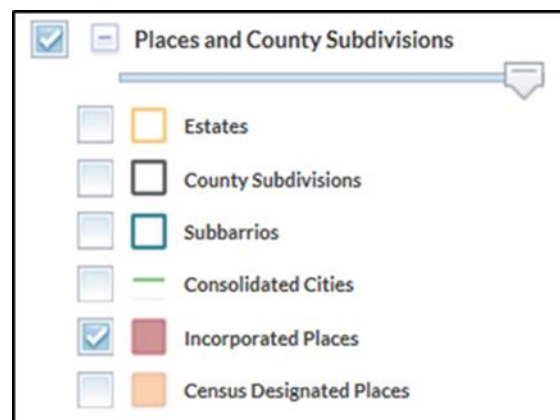 Places and County Subdivisions
Estates
County Subdivisions
Subbarrios
Consolidated Cities
Incorporated Places
Census Designated Places